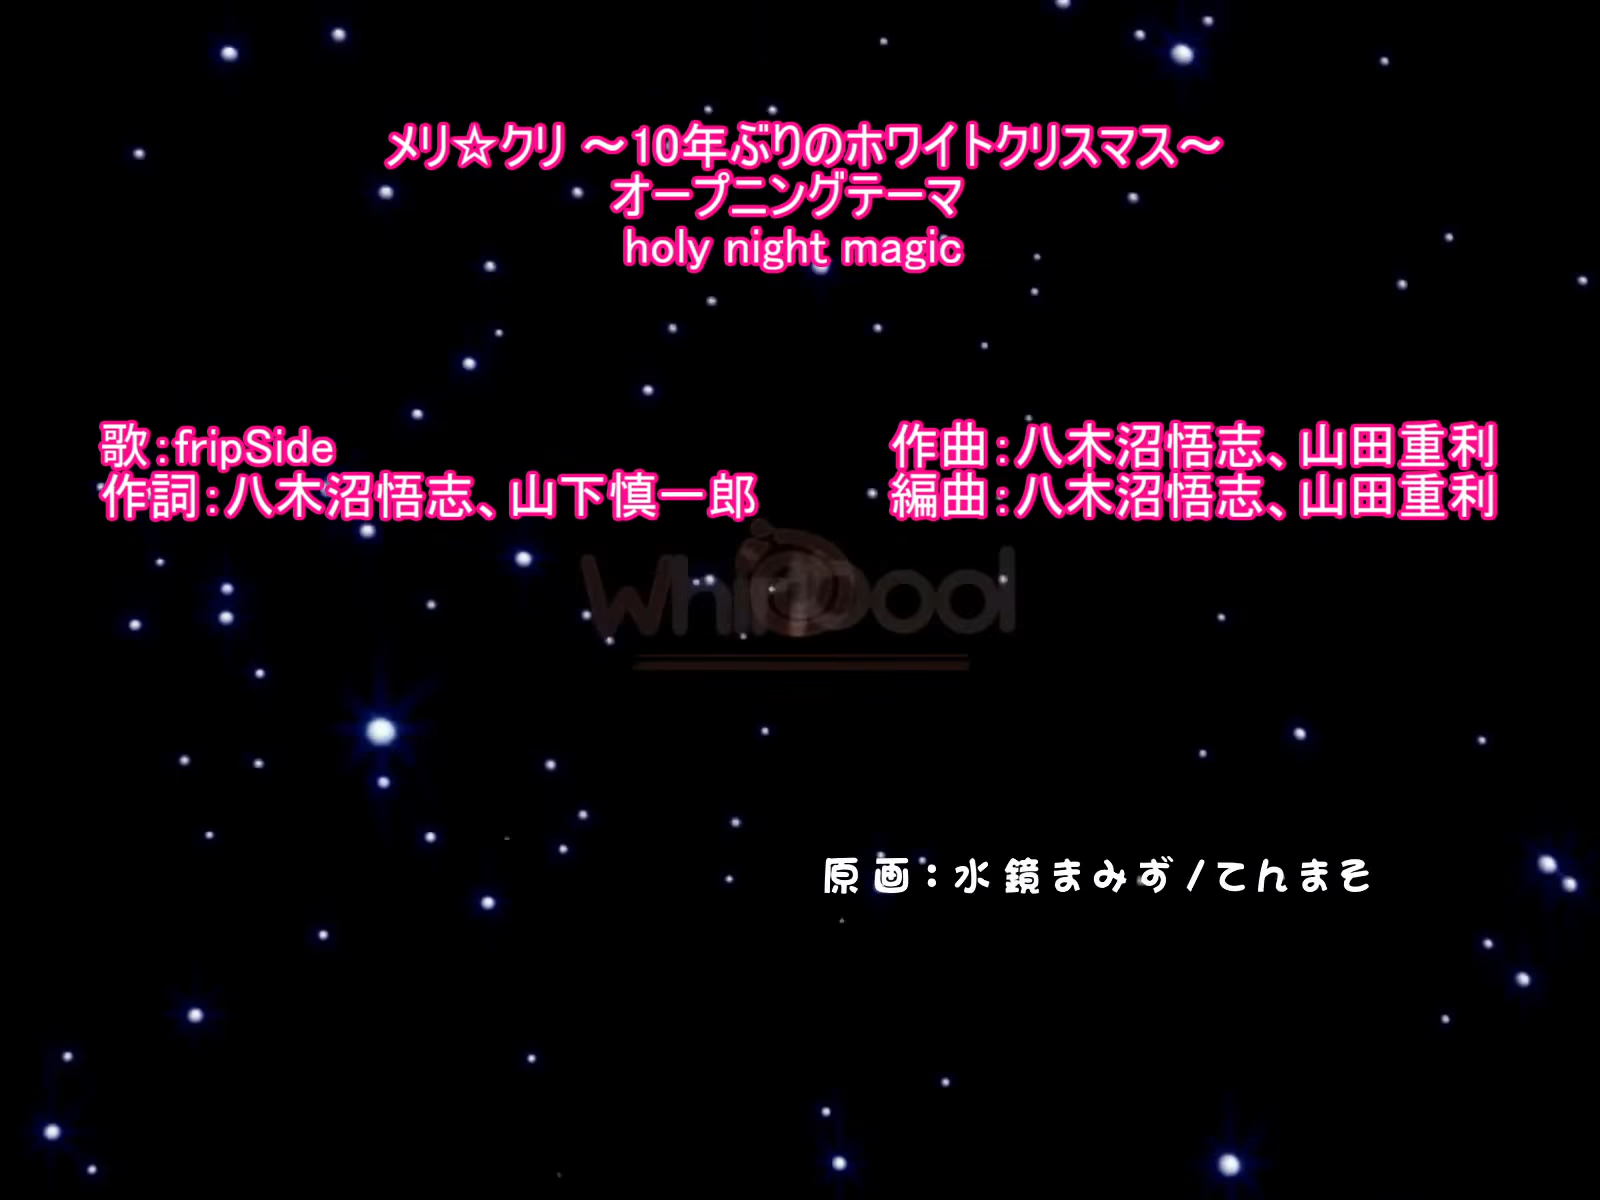 メリ☆クリ ～10年ぶりのホワイトクリスマス～
オープニングテーマ
holy night magic
歌:fripSide
作詞:八木沼悟志、山下慎一郎
作曲:八木沼悟志、山田重利
編曲:八木沼悟志、山田重利
Whirlpool
原画:水鏡まみず/てんまそ